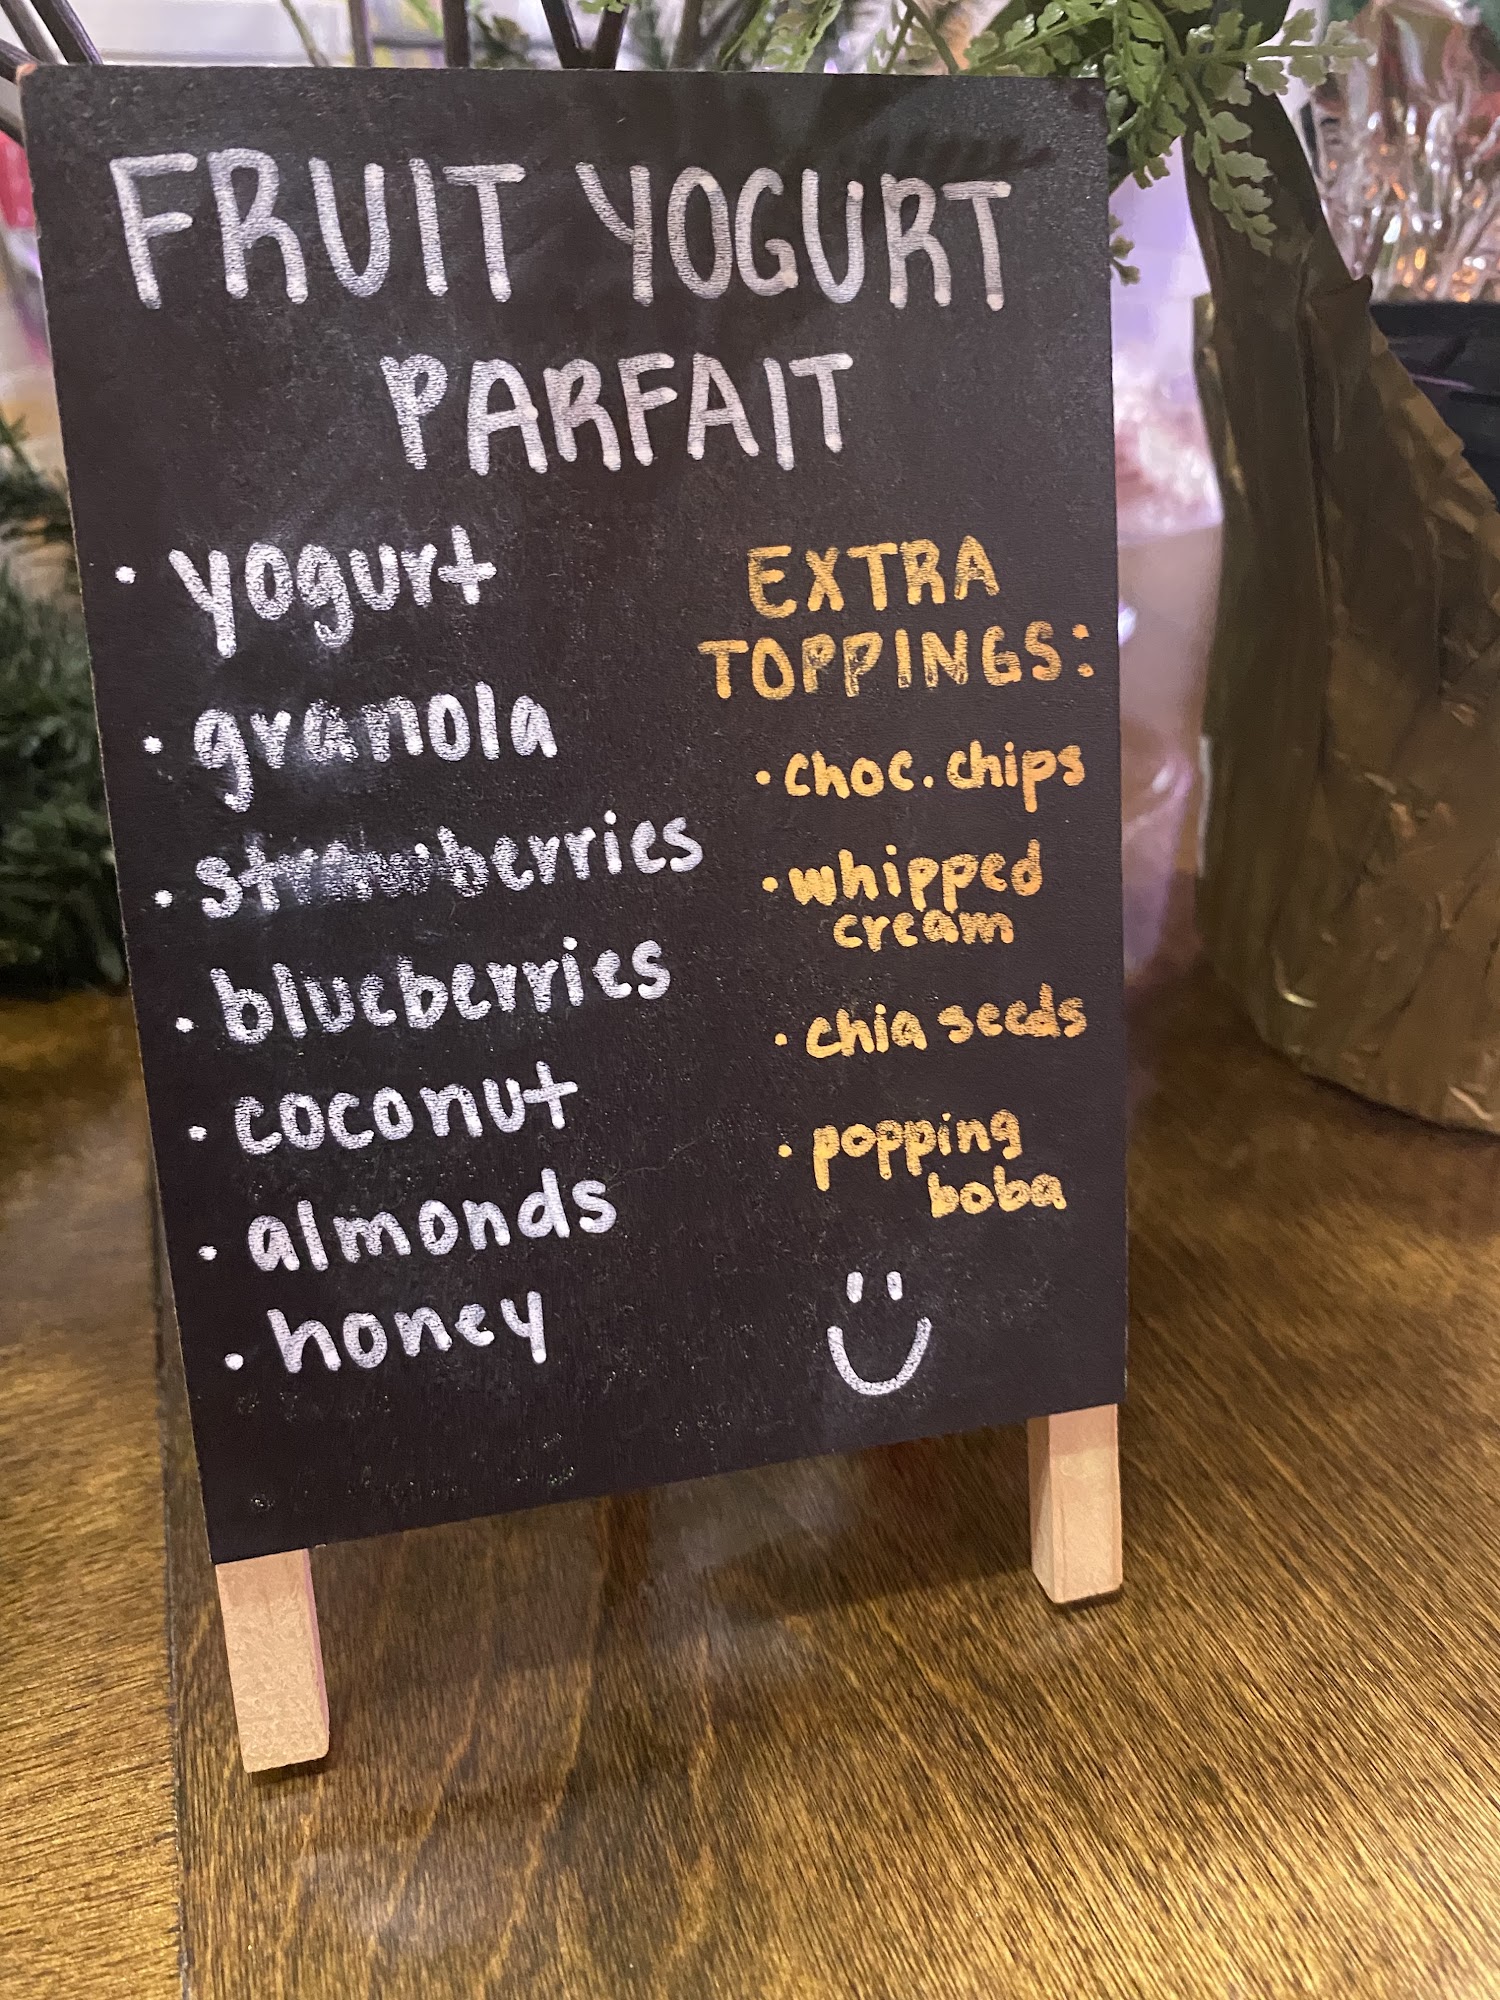 FRUIT YOGURT
PARFAIT
· yogurt
· granola
· strawberries
· blueberries
· coconut
· almonds
· honey
EXTRA
TOPPINGS:
· choc. chips
· whipped
cream
· chia seeds
· popping
boba